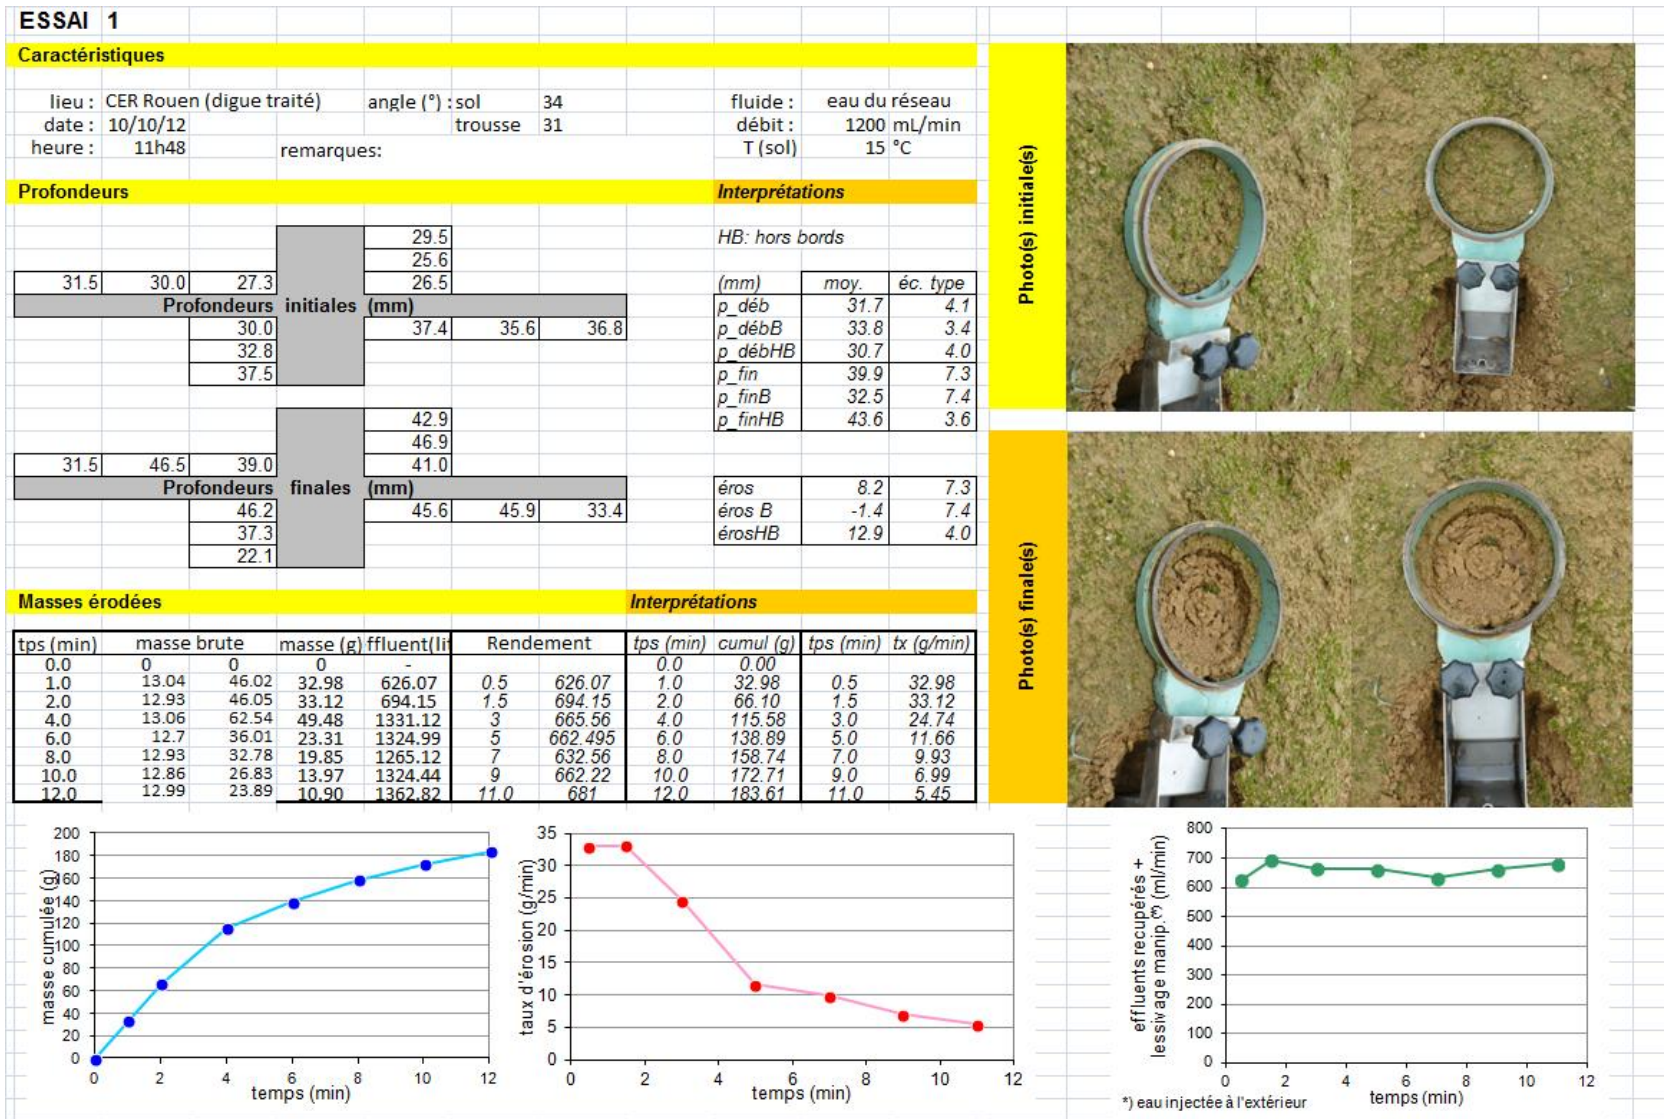 ESSAI 1
Caractéristiques
lieu : CER Rouen (digue traité) angle (°) : sol 34 fluide : eau du réseau
date : 10/10/12 trousse 31 débit : 1200 mL/min
heure : 11h48 remarques: T (sol) 15 °C
Profondeurs Interprétations
29.5 HB: hors bords
25.6
31.5 30.0 27.3 26.5 (mm) moy. éc. type
Profondeurs initiales (mm) p_déb 31.7 4.1
30.0 37.4 35.6 36.8 p_débB 33.8 3.4
32.8 p_débHB 30.7 4.0
37.5 p_fin 39.9 7.3
p_finB 32.5 7.4
42.9 p_finHB 43.6 3.6
46.9
31.5 46.5 39.0 41.0
Profondeurs finales (mm) éros 8.2 7.3
46.2 45.6 45.9 33.4 éros B -1.4 7.4
37.3 érosHB 12.9 4.0
22.1
Photo(s) initiale(s)
Photo(s) finale(s)
Masses érodées Interprétations
tps (min) masse brute masse (g) ffluent(lit Rendement tps (min) cumul (g) tps (min) tx (g/min)
0.0 0 0 0 - 0.0 0.00
1.0 13.04 46.02 32.98 626.07 0.5 626.07 1.0 32.98 0.5 32.98
2.0 12.93 46.05 33.12 694.15 1.5 694.15 2.0 66.10 1.5 33.12
4.0 13.06 62.54 49.48 1331.12 3 665.56 4.0 115.58 3.0 24.74
6.0 12.7 36.01 23.31 1324.99 5 662.495 6.0 138.89 5.0 11.66
8.0 12.93 32.78 19.85 1265.12 7 632.56 8.0 158.74 7.0 9.93
10.0 12.86 26.83 13.97 1324.44 9 662.22 10.0 172.71 9.0 6.99
12.0 12.99 23.89 10.90 1362.82 11.0 681 12.0 183.61 11.0 5.45
masse cumulée (g)
200
180
160
140
120
100
80
60
40
20
0
0 2 4 6 8 10 12
temps (min)
taux d'érosion (g/min)
35
30
25
20
15
10
5
0
0 2 4 6 8 10 12
temps (min)
effluents recupérés +
lessivage manip.(*) (ml/min)
800
700
600
500
400
300
200
100
0
0 2 4 6 8 10 12
temps (min)
*) eau injectée à l'extérieur